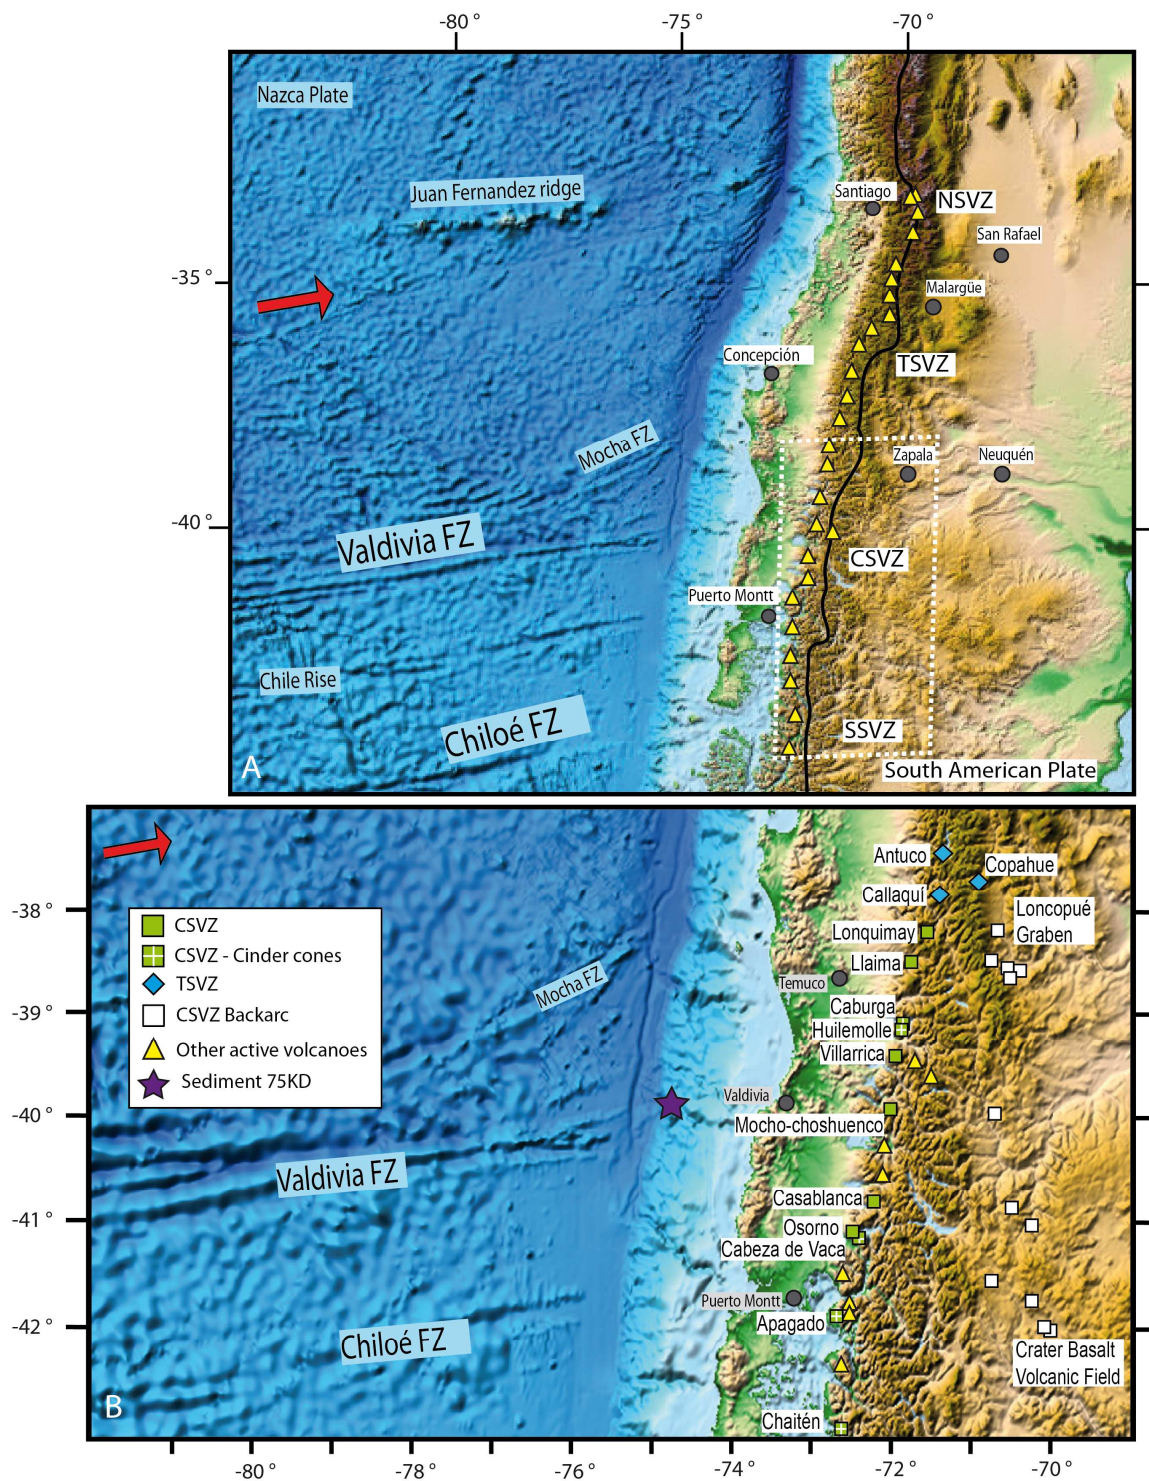 -80 °
-75 °
-70 °
Nazca Plate
Juan Fernandez ridge
Santiago
NSVZ
San Rafael
-35 °
Malargüe
Concepción
TSVZ
Mocha FZ
Zapala
Neuquén
-40 °
Valdivia FZ
CSVZ
Puerto Montt
Chile Rise
Chiloé FZ
SSVZ
A
South American Plate
Antuco
Copahue
Callaquí
-38 °
Loncopué
Graben
CSVZ
CSVZ - Cinder cones
TSVZ
CSVZ Backarc
Other active volcanoes
Sediment 75KD
Lonquimay
Llaima
Mocha FZ
Temuco
-39 °
Caburga
Huilemolle
Villarrica
-40 °
Valdivia
Mocho-choshuenco
Valdivia FZ
Casablanca
-41 °
Osorno
Cabeza de Vaca
Puerto Montt
Apagado
-42 °
Chiloé FZ
Crater Basalt
Volcanic Field
B
Chaitén
-80 °
-78 °
-76 °
-74 °
-72 °
-70 °